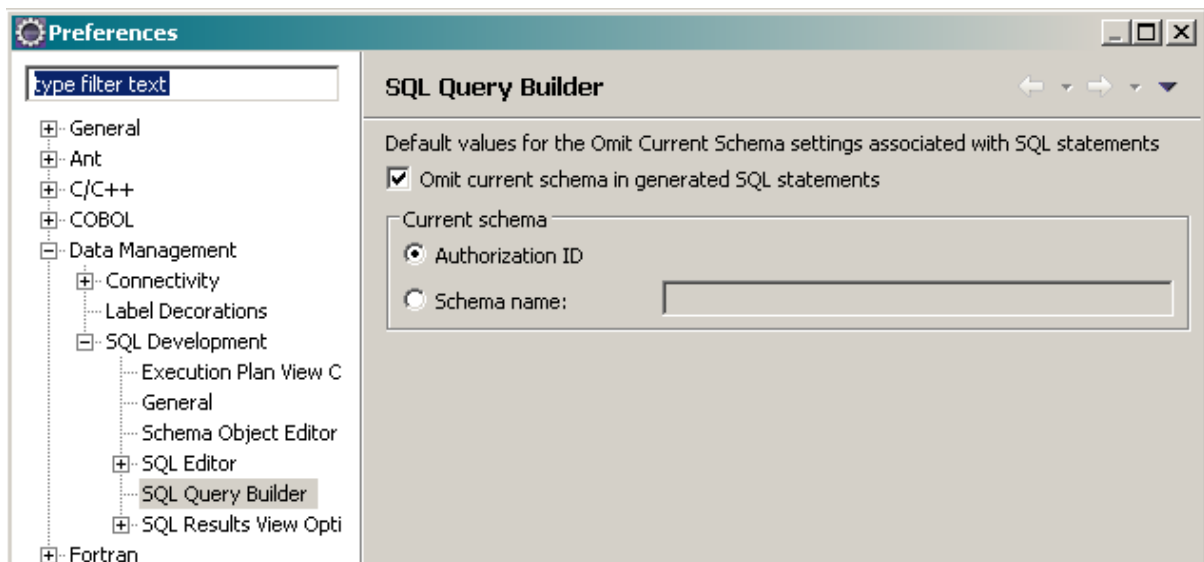 Preferences
type filter text
General
Ant
C/C++
COBOL
Data Management
Connectivity
Label Decorations
SQL Development
Execution Plan View C
General
Schema Object Editor
SQL Editor
SQL Query Builder
SQL Results View Opti
Fortran
SQL Query Builder
Default values for the Omit Current Schema settings associated with SQL statements
Omit current schema in generated SQL statements
Current schema
Authorization ID
Schema name: